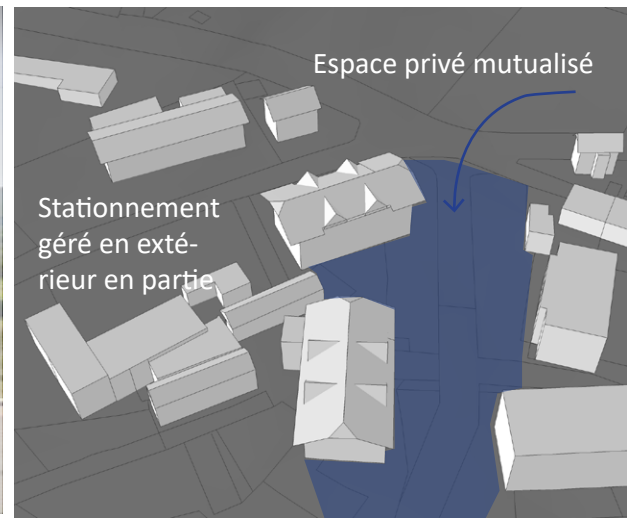 Espace privé mutualisé
Stationnement
géré en exté-
rieur en partie